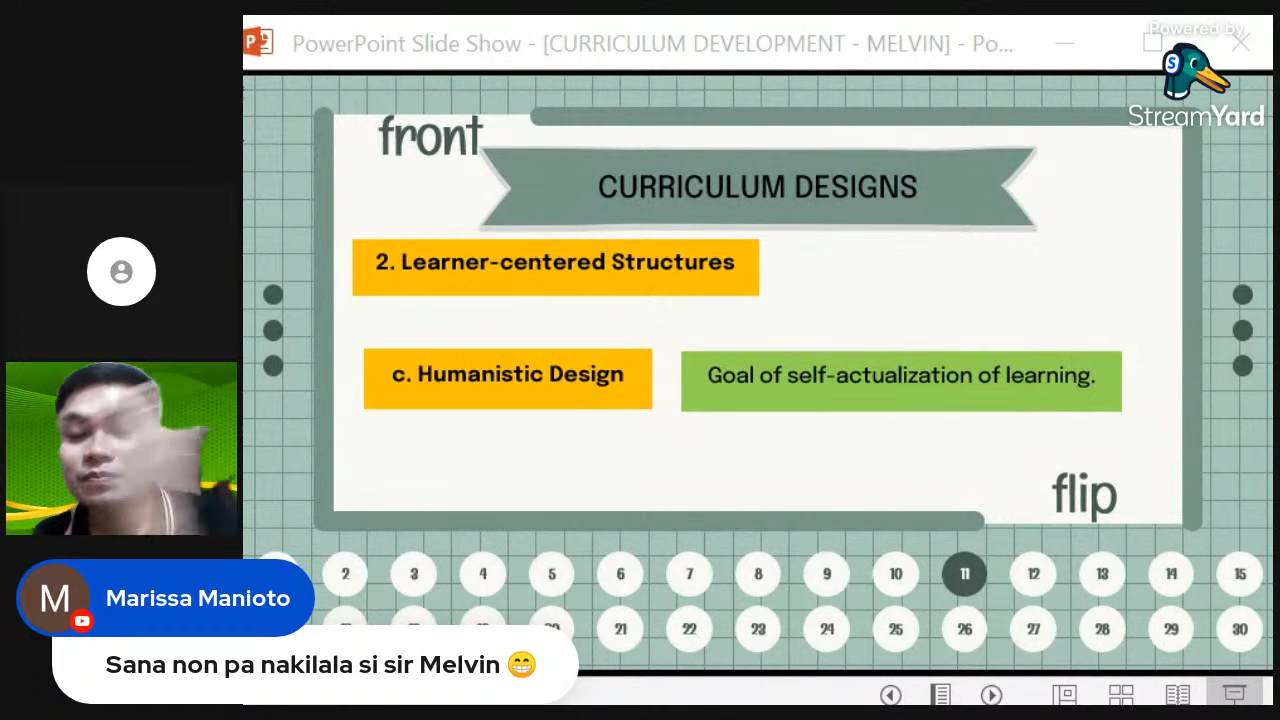 PowerPoint Slide Show - [CURRICULUM DEVELOPMENT - MELVIN] - Po...
Powered by
StreamYard
front
CURRICULUM DESIGNS
2. Learner-centered Structures
c. Humanistic Design
Goal of self-actualization of learning.
flip
2 3 4 5 6 7 8 9 10 11 12 13 14 15
21 22 23 24 25 26 27 28 29 30
M
Marissa Manioto
Sana non pa nakilala si sir Melvin 😁